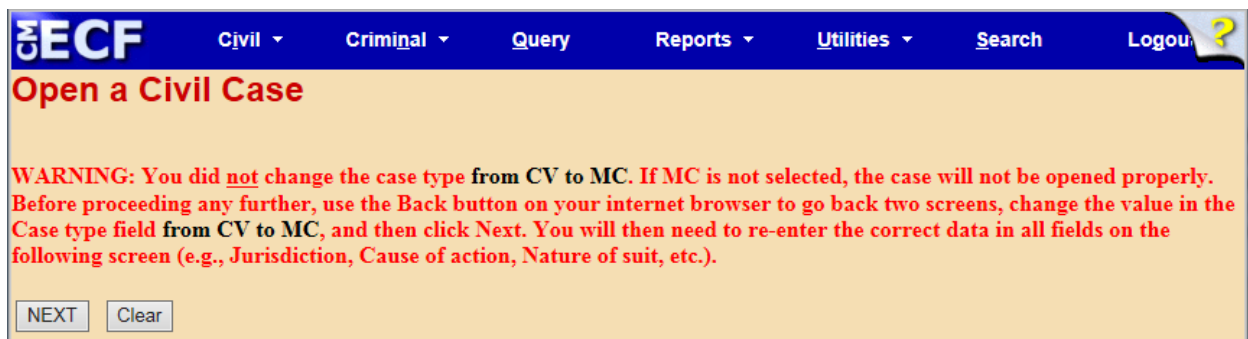 CM ECF Civil Criminal Query Reports Utilities Search Logou ?
Open a Civil Case
WARNING: You did not change the case type from CV to MC. If MC is not selected, the case will not be opened properly.
Before proceeding any further, use the Back button on your internet browser to go back two screens, change the value in the
Case type field from CV to MC, and then click Next. You will then need to re-enter the correct data in all fields on the
following screen (e.g., Jurisdiction, Cause of action, Nature of suit, etc.).
NEXT Clear